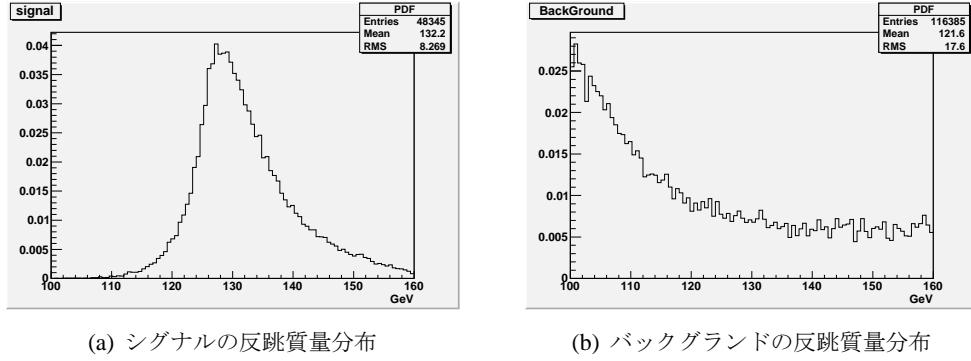 signal
PDF
Entries 48345
Mean 132.2
RMS 8.269
0.04
0.035
0.03
0.025
0.02
0.015
0.01
0.005
0
100 110 120 130 140 150 160
GeV
(a) シグナルの反跳質量分布
BackGround
PDF
Entries 116385
Mean 121.6
RMS 17.6
0.025
0.02
0.015
0.01
0.005
0
100 110 120 130 140 150 160
GeV
(b) バックグランドの反跳質量分布